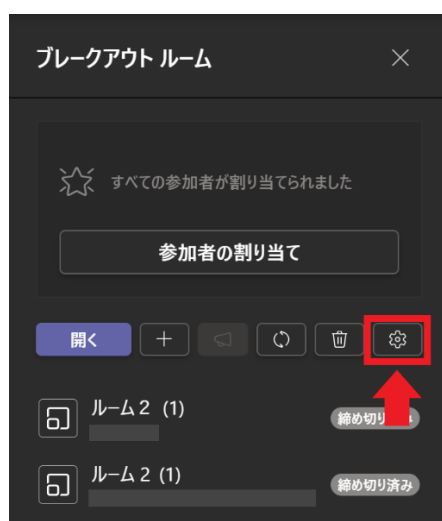 ブレークアウト ルーム
すべての参加者が割り当てられました
参加者の割り当て
開く
ルーム 2 (1)
締め切り み
ルーム 2 (1)
締め切り済み